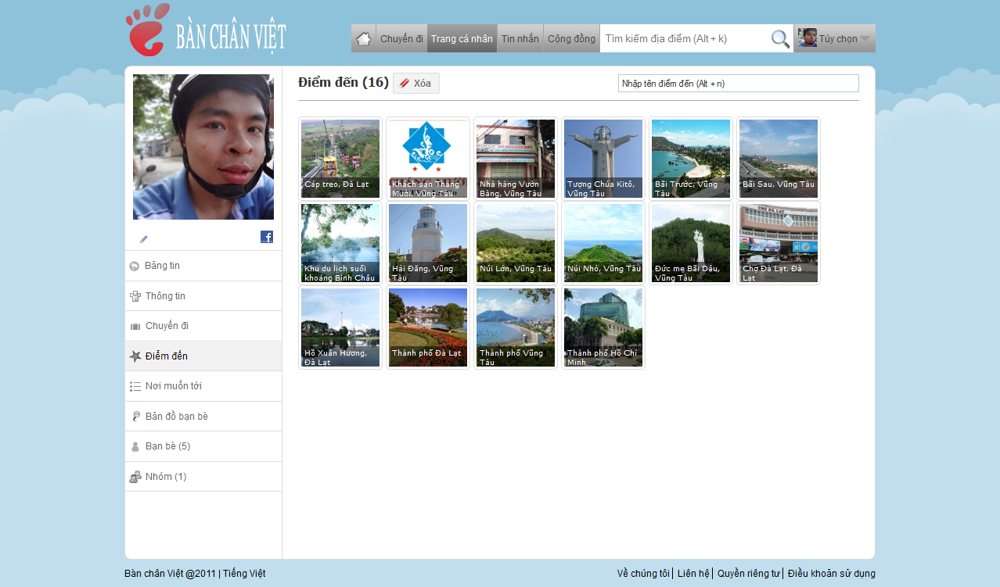 BÀN CHÂN VIỆT
Chuyến đi
Trang cá nhân
Tin nhắn
Cộng đồng
Tìm kiếm địa điểm (Alt + k)
Tùy chọn
Điểm đến (16)
Xóa
Nhập tên điểm đến (Alt + n)
Cáp treo, Đà Lạt
Khách sạn Tháng
Mười, Vũng Tàu
Nhà hàng Vườn
Bàng, Vũng Tàu
Tượng Chúa Kitô,
Vũng Tàu
Bãi Trước, Vũng
Tàu
Bãi Sau, Vũng Tàu
Khu du lịch suối
khoáng Bình Châu
Hải Đăng, Vũng
Tàu
Núi Lớn, Vũng Tàu
Núi Nhỏ, Vũng Tàu
Đức mẹ Bãi Dâu,
Vũng Tàu
CHỢ ĐÀ LẠT
Chợ Đà Lạt, Đà
Lạt
Hồ Xuân Hương,
Đà Lạt
Thành phố Đà Lạt
Thành phố Vũng
Tàu
Thành phố Hồ Chí
Minh
Bảng tin
Thông tin
Chuyến đi
Điểm đến
Nơi muốn tới
Bản đồ bạn bè
Bạn bè (5)
Nhóm (1)
Bàn chân Việt @2011 | Tiếng Việt
Về chúng tôi | Liên hệ | Quyền riêng tư | Điều khoản sử dụng